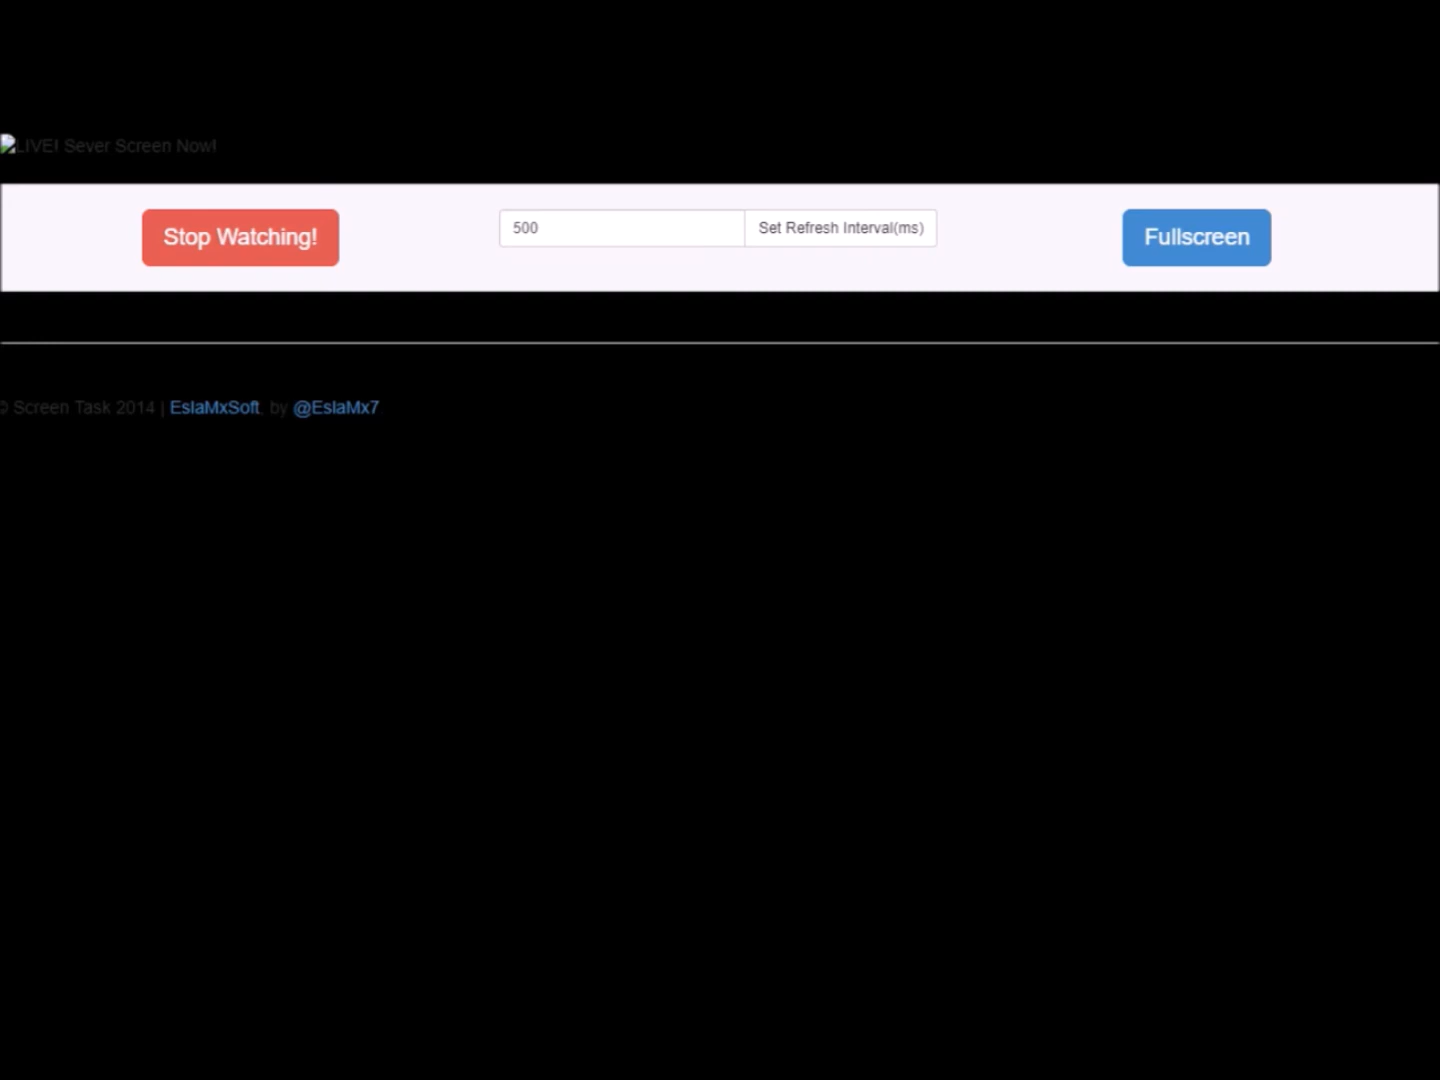 LIVE! Sever Screen Now!
Stop Watching! 500 Set Refresh Interval(ms) Fullscreen
© Screen Task 2014 | EslaMxSoft. by @EslaMx7.